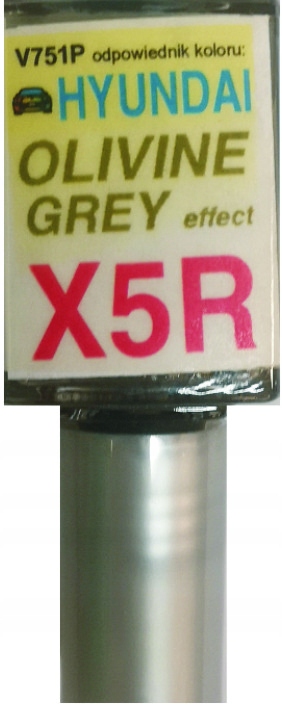 V751P odpowiednik koloru:
HYUNDAI
OLIVINE
GREY effect
X5R